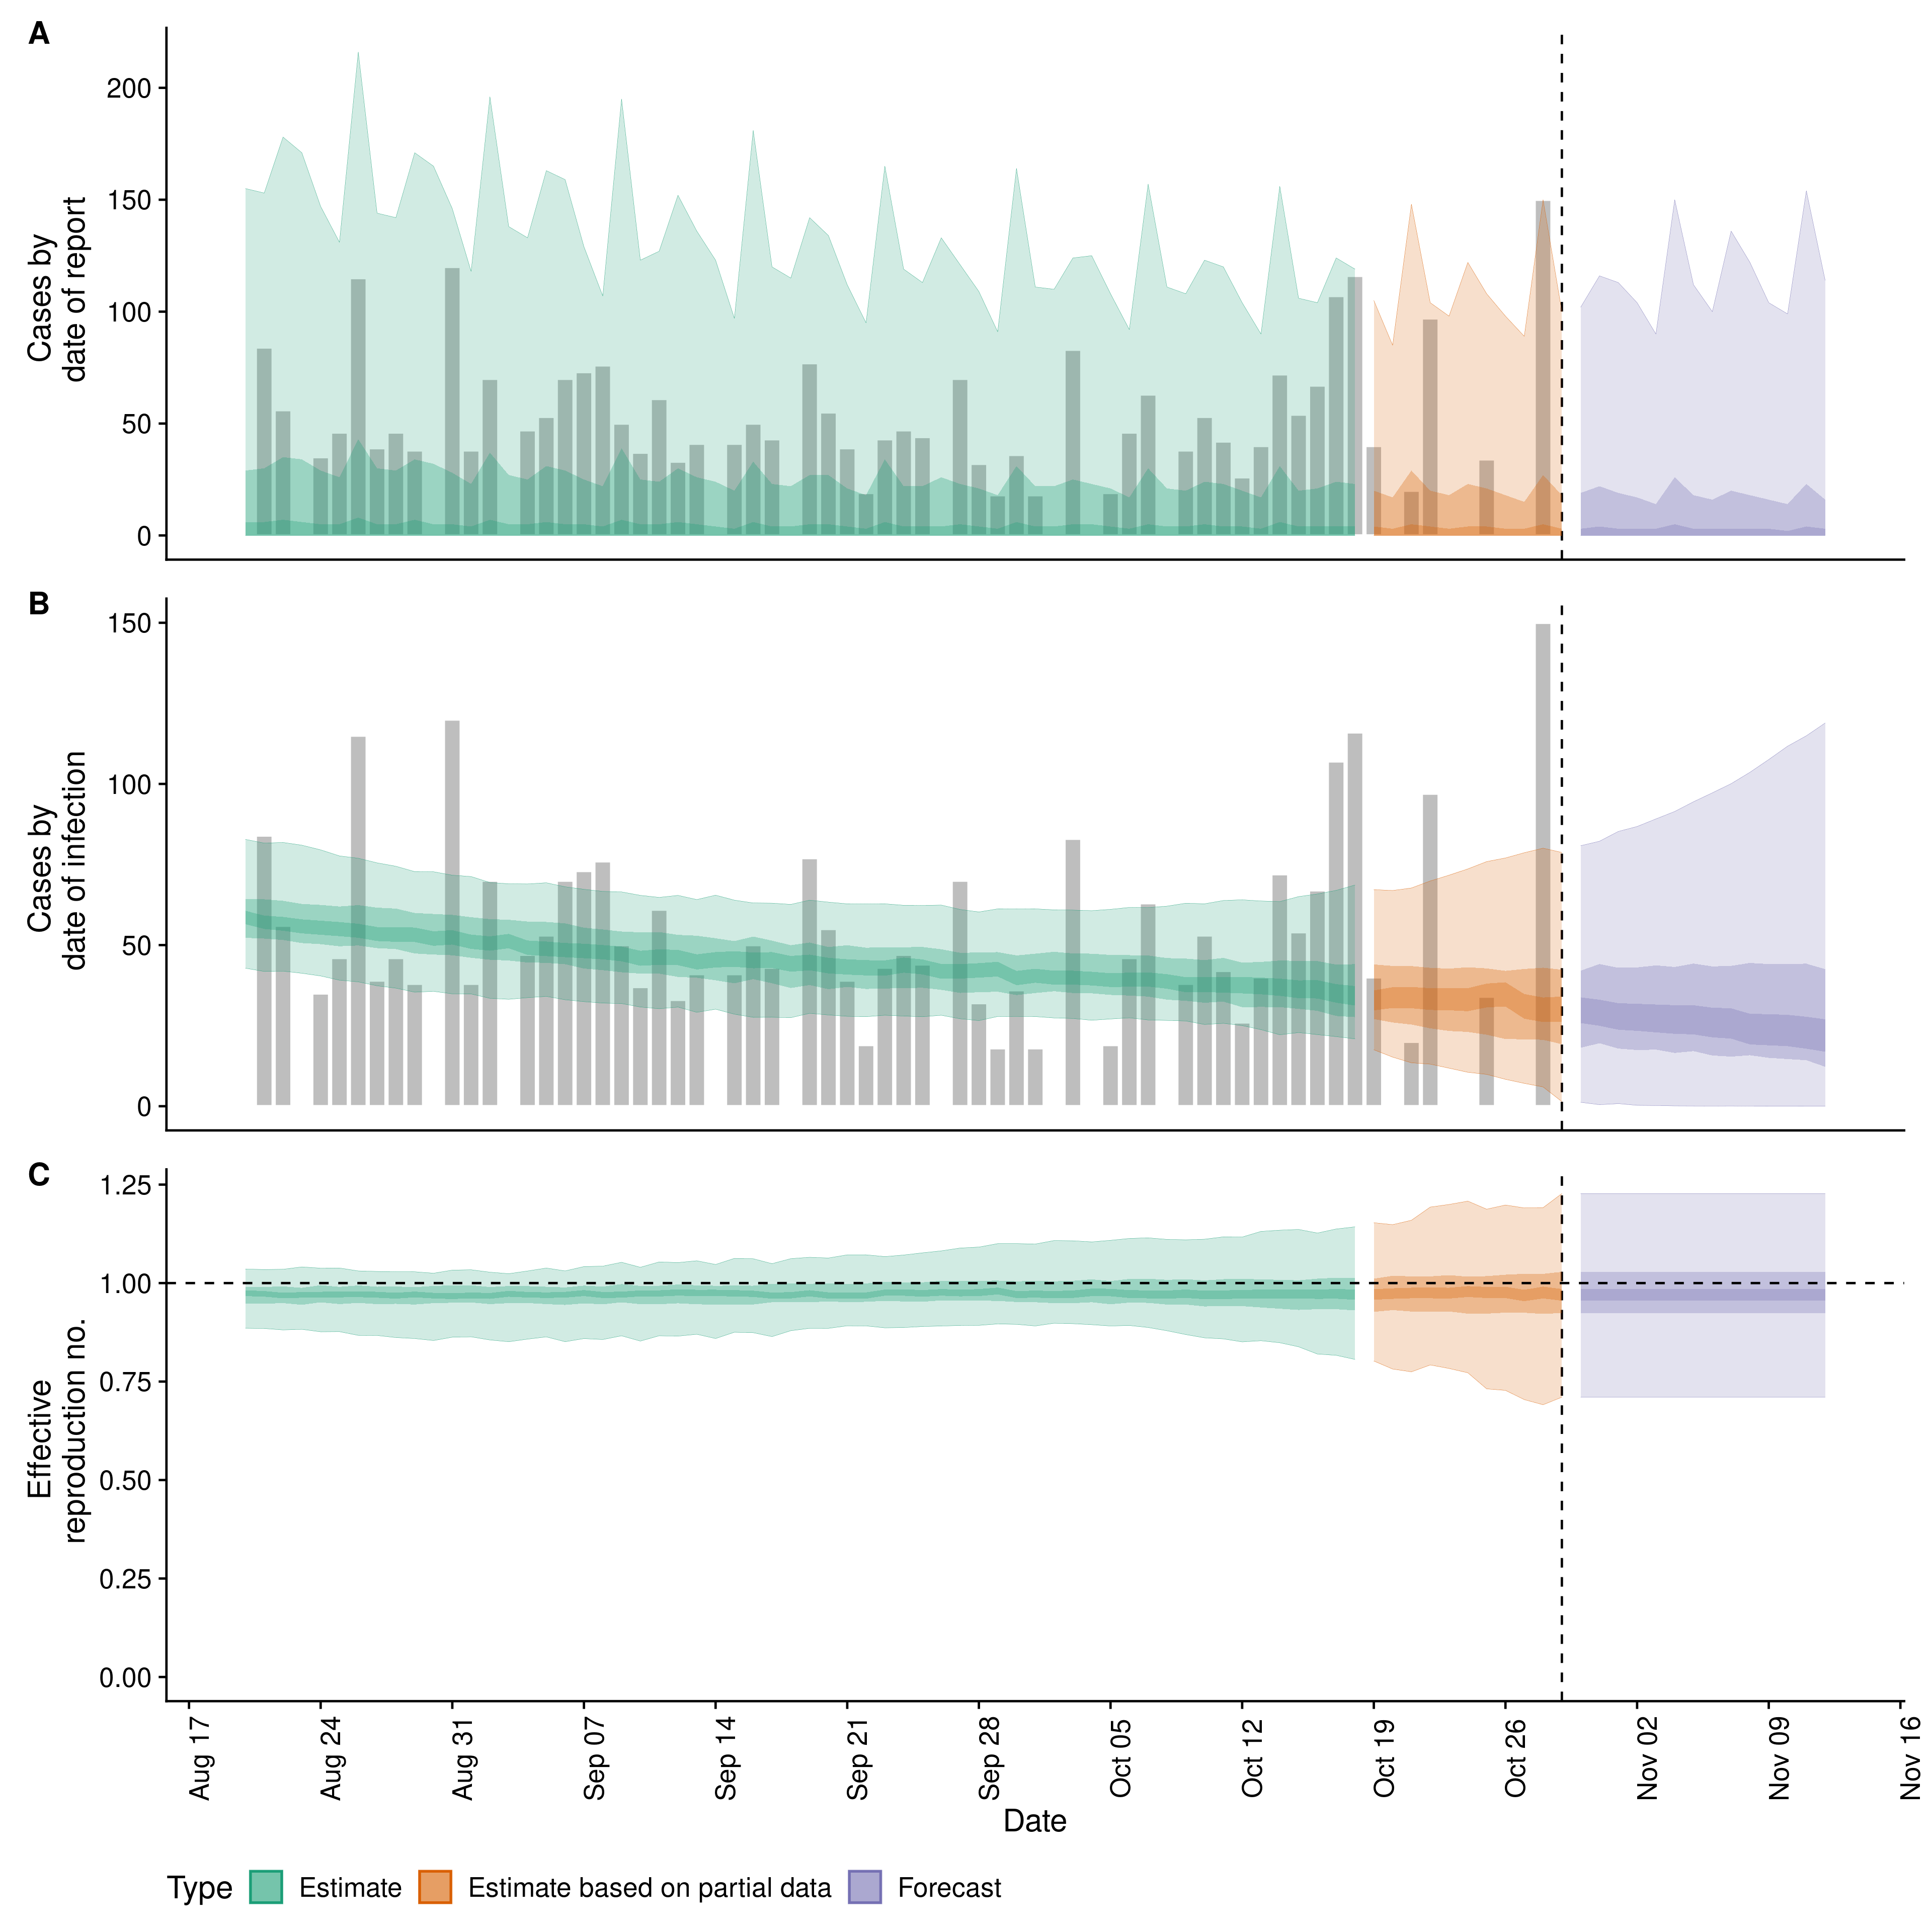 A
200
150
100
50
0
Cases by
date of report
B
150
100
50
0
Cases by
date of infection
C
1.25
1.00
0.75
0.50
0.25
0.00
Effective
reproduction no.
Aug 17
Aug 24
Aug 31
Sep 07
Sep 14
Sep 21
Sep 28
Oct 05
Oct 12
Oct 19
Oct 26
Nov 02
Nov 09
Nov 16
Date
Type Estimate Estimate based on partial data Forecast